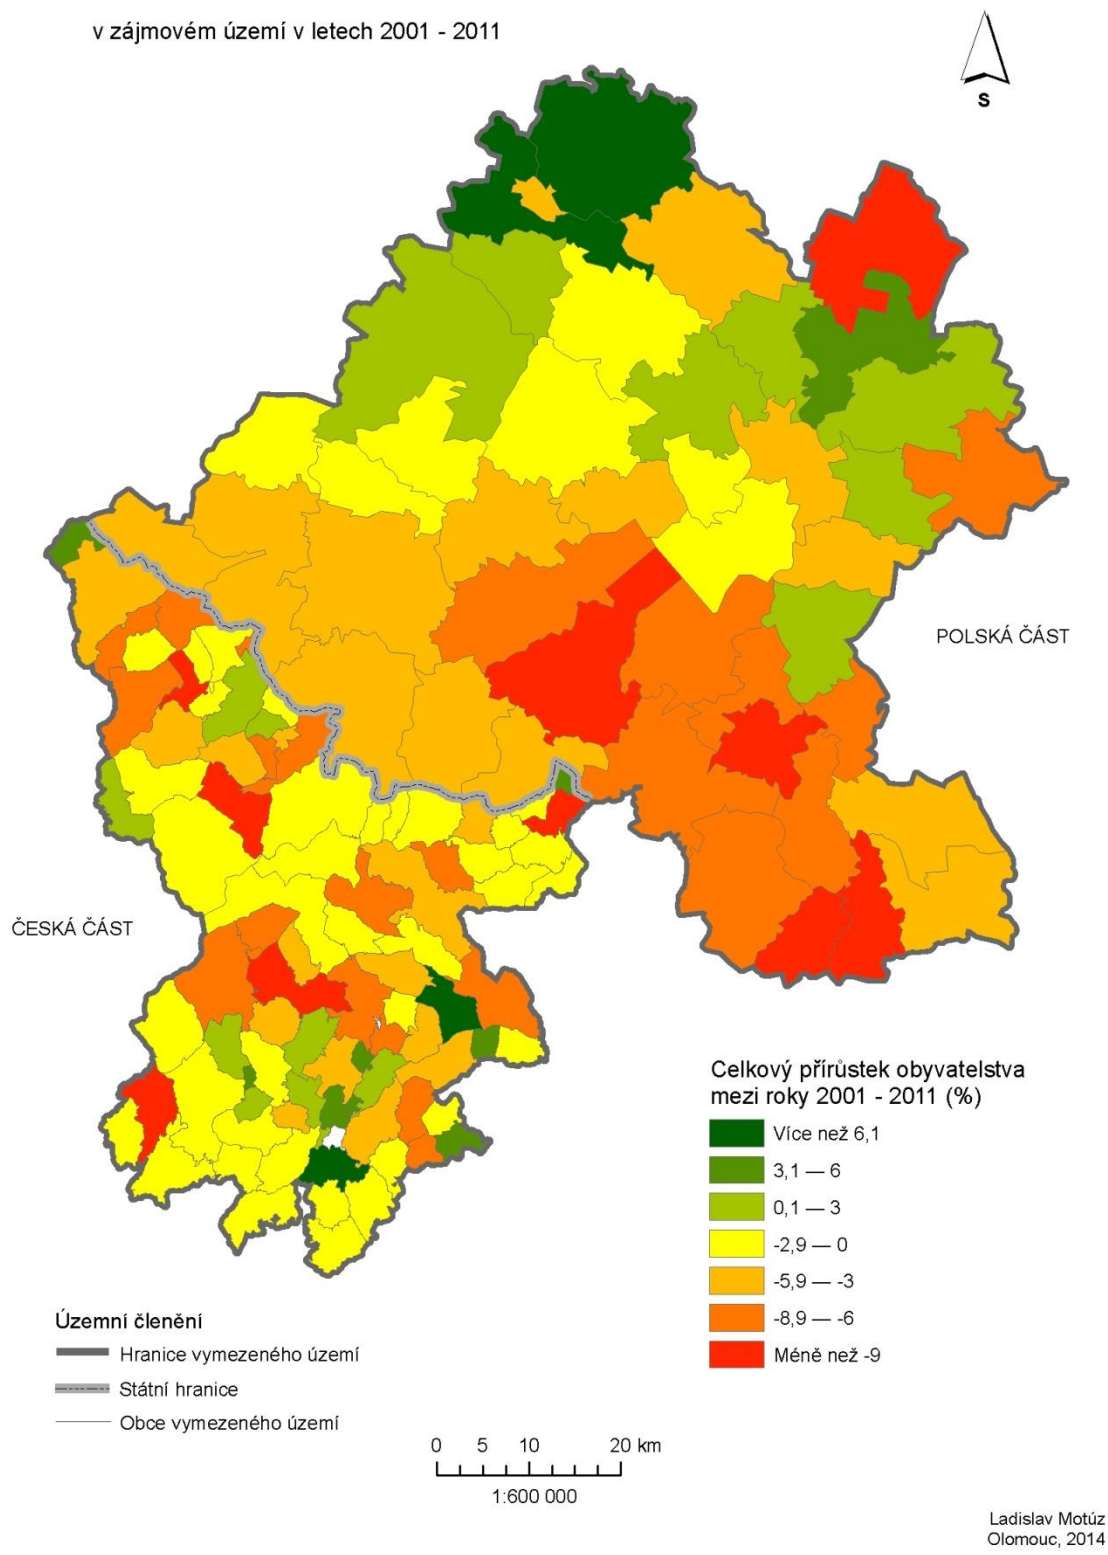 v zájmovém území v letech 2001 - 2011
S
POLSKÁ ČÁST
ČESKÁ ČÁST
Celkový přírůstek obyvatelstva
mezi roky 2001 - 2011 (%)
Více než 6,1
3,1 — 6
0,1 — 3
-2,9 — 0
-5,9 — -3
-8,9 — -6
Méně než -9
Územní členění
Hranice vymezeného území
Státní hranice
Obce vymezeného území
0 5 10 20 km
1:600 000
Ladislav Motúz
Olomouc, 2014